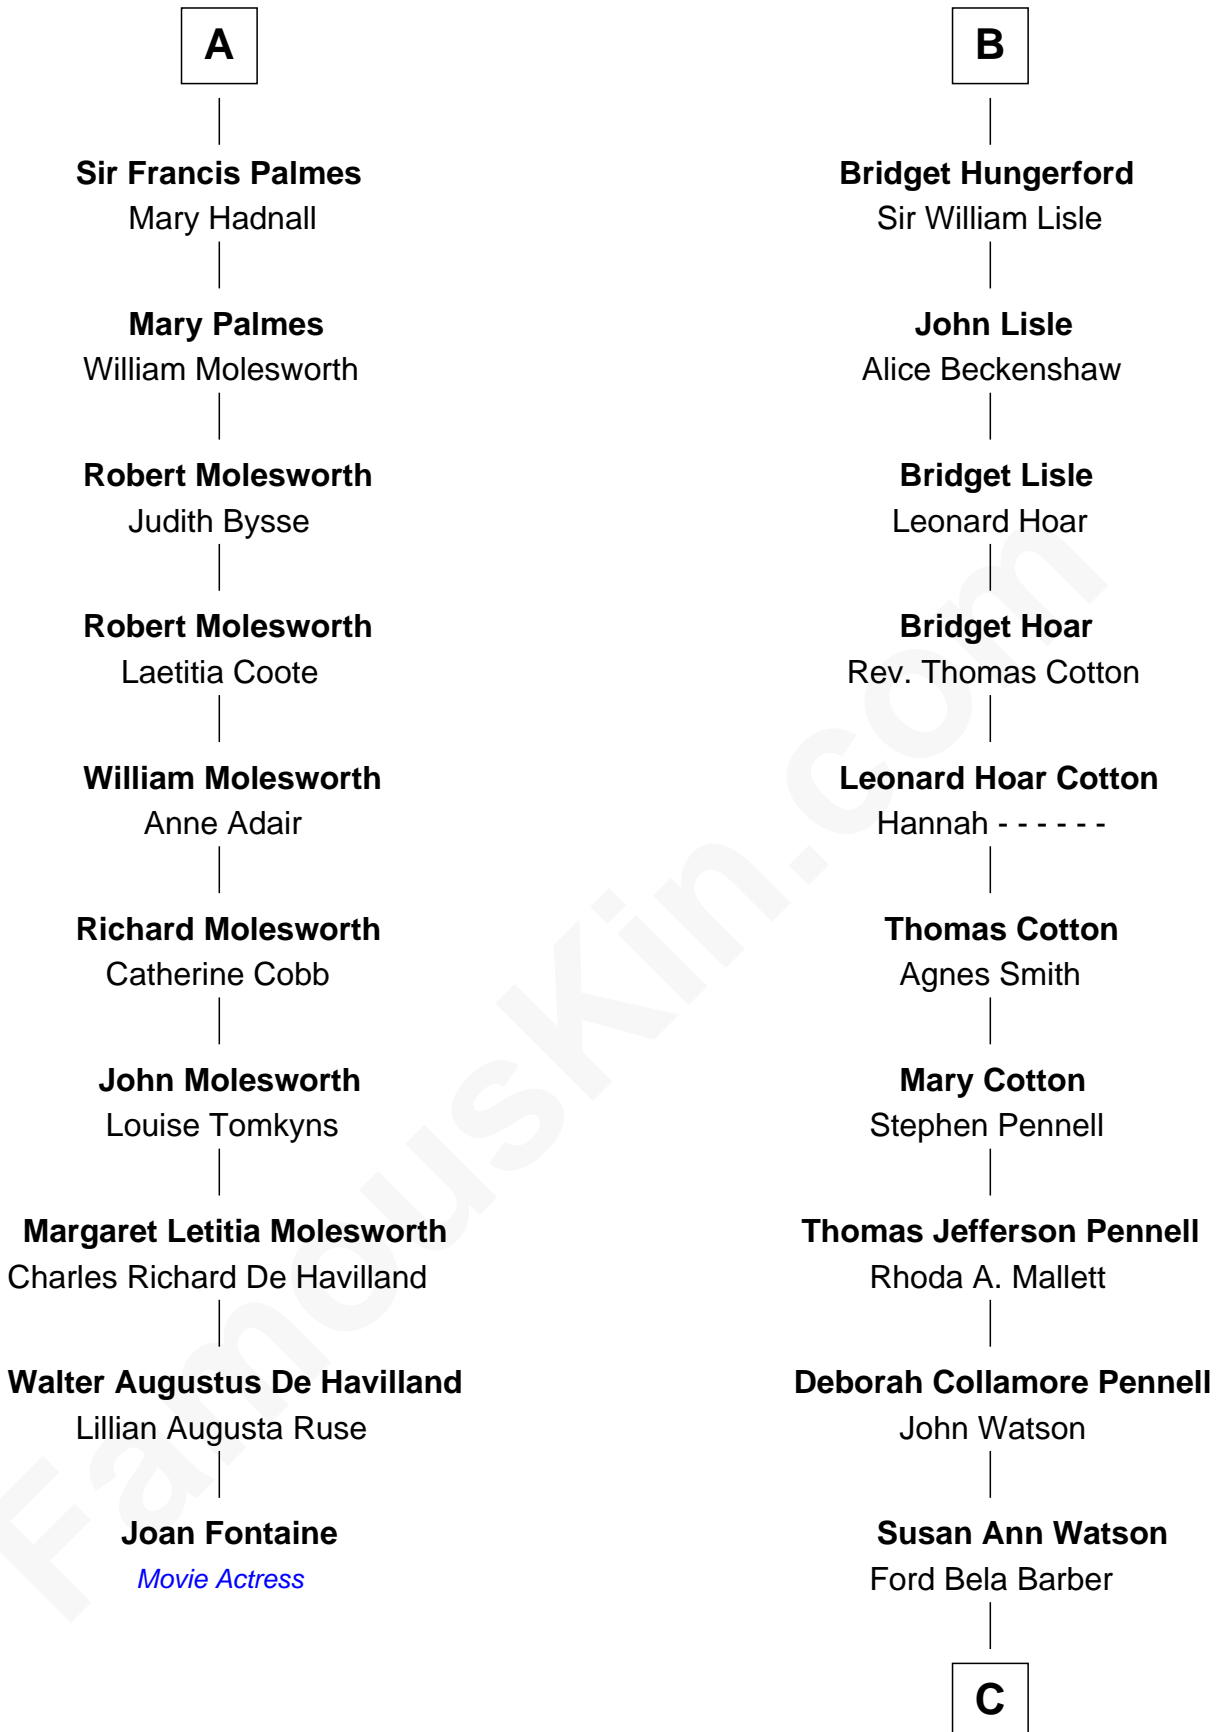 A
Sir Francis Palmes
Mary Hadnall
Mary Palmes
William Molesworth
Robert Molesworth
Judith Bysse
Robert Molesworth
Laetitia Coote
William Molesworth
Anne Adair
Richard Molesworth
Catherine Cobb
John Molesworth
Louise Tomkyns
Margaret Letitia Molesworth
Charles Richard De Havilland
Walter Augustus De Havilland
Lillian Augusta Ruse
Joan Fontaine
Movie Actress
B
Bridget Hungerford
Sir William Lisle
John Lisle
Alice Beckenshaw
Bridget Lisle
Leonard Hoar
Bridget Hoar
Rev. Thomas Cotton
Leonard Hoar Cotton
Hannah - - - - - -
Thomas Cotton
Agnes Smith
Mary Cotton
Stephen Pennell
Thomas Jefferson Pennell
Rhoda A. Mallett
Deborah Collamore Pennell
John Watson
Susan Ann Watson
Ford Bela Barber
C
FamousKin.com